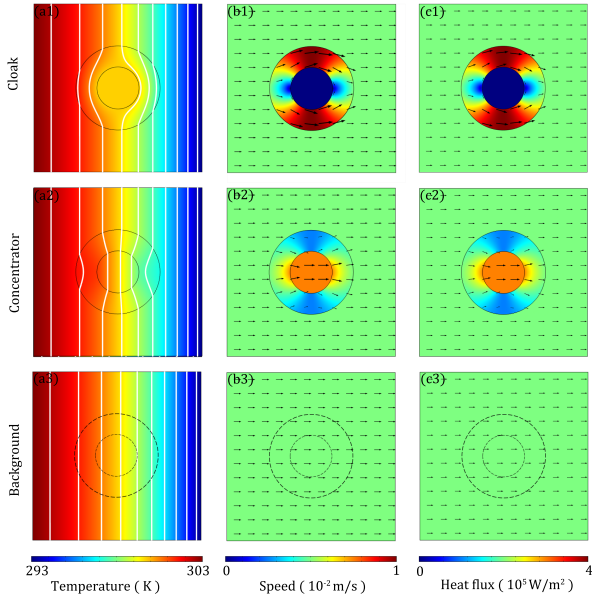 (a1) (b1) (c1)
Cloak
(a2) (b2) (c2)
Concentrator
(a3) (b3) (c3)
Background
293 303 0 1 0 4
Temperature ( K ) Speed ( 10⁻² m/s ) Heat flux ( 10⁵ W/m² )